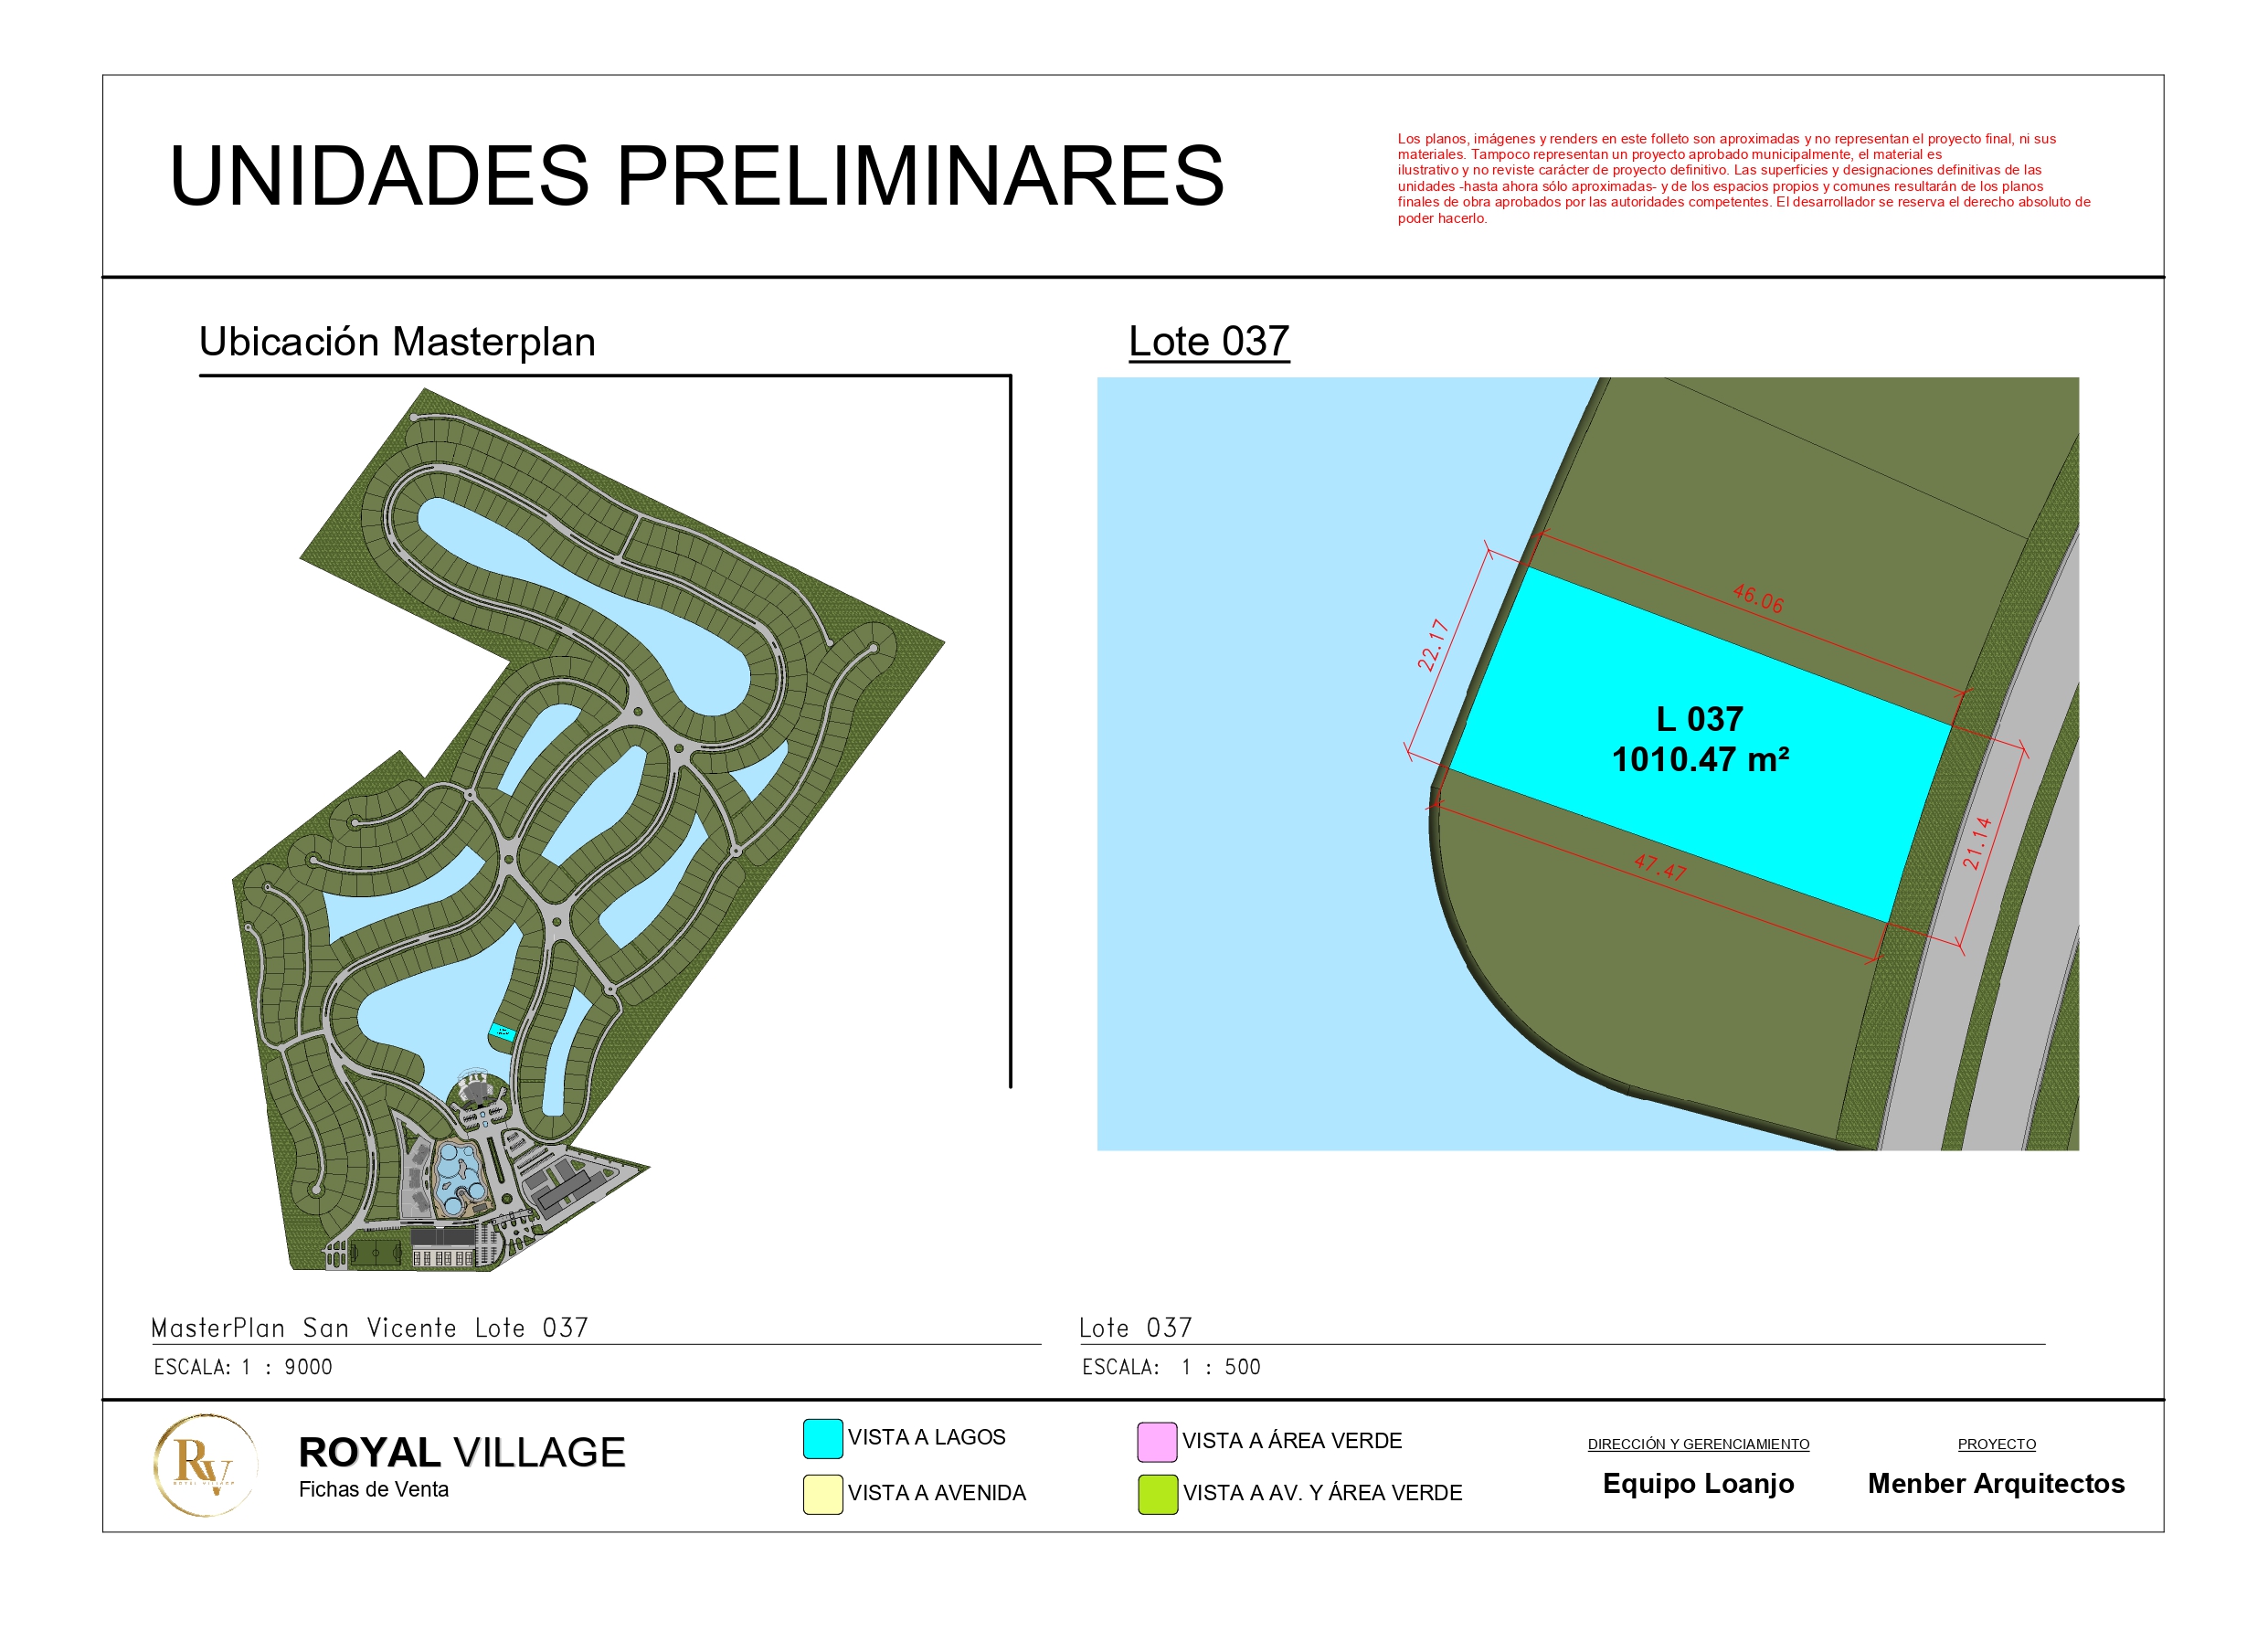 UNIDADES PRELIMINARES
Los planos, imágenes y renders en este folleto son aproximadas y no representan el proyecto final, ni sus
materiales. Tampoco representan un proyecto aprobado municipalmente, el material es
ilustrativo y no reviste carácter de proyecto definitivo. Las superficies y designaciones definitivas de las
unidades -hasta ahora sólo aproximadas- y de los espacios propios y comunes resultarán de los planos
finales de obra aprobados por las autoridades competentes. El desarrollador se reserva el derecho absoluto de
poder hacerlo.
Ubicación Masterplan
Lote 037
46.06
22.17
L 037
1010.47 m²
21.14
47.47
MasterPlan San Vicente Lote 037
ESCALA: 1 : 9000
Lote 037
ESCALA: 1 : 500
RV
ROYAL VILLAGE
ROYAL VILLAGE
Fichas de Venta
VISTA A LAGOS
VISTA A AVENIDA
VISTA A ÁREA VERDE
VISTA A AV. Y ÁREA VERDE
DIRECCIÓN Y GERENCIAMIENTO
Equipo Loanjo
PROYECTO
Menber Arquitectos